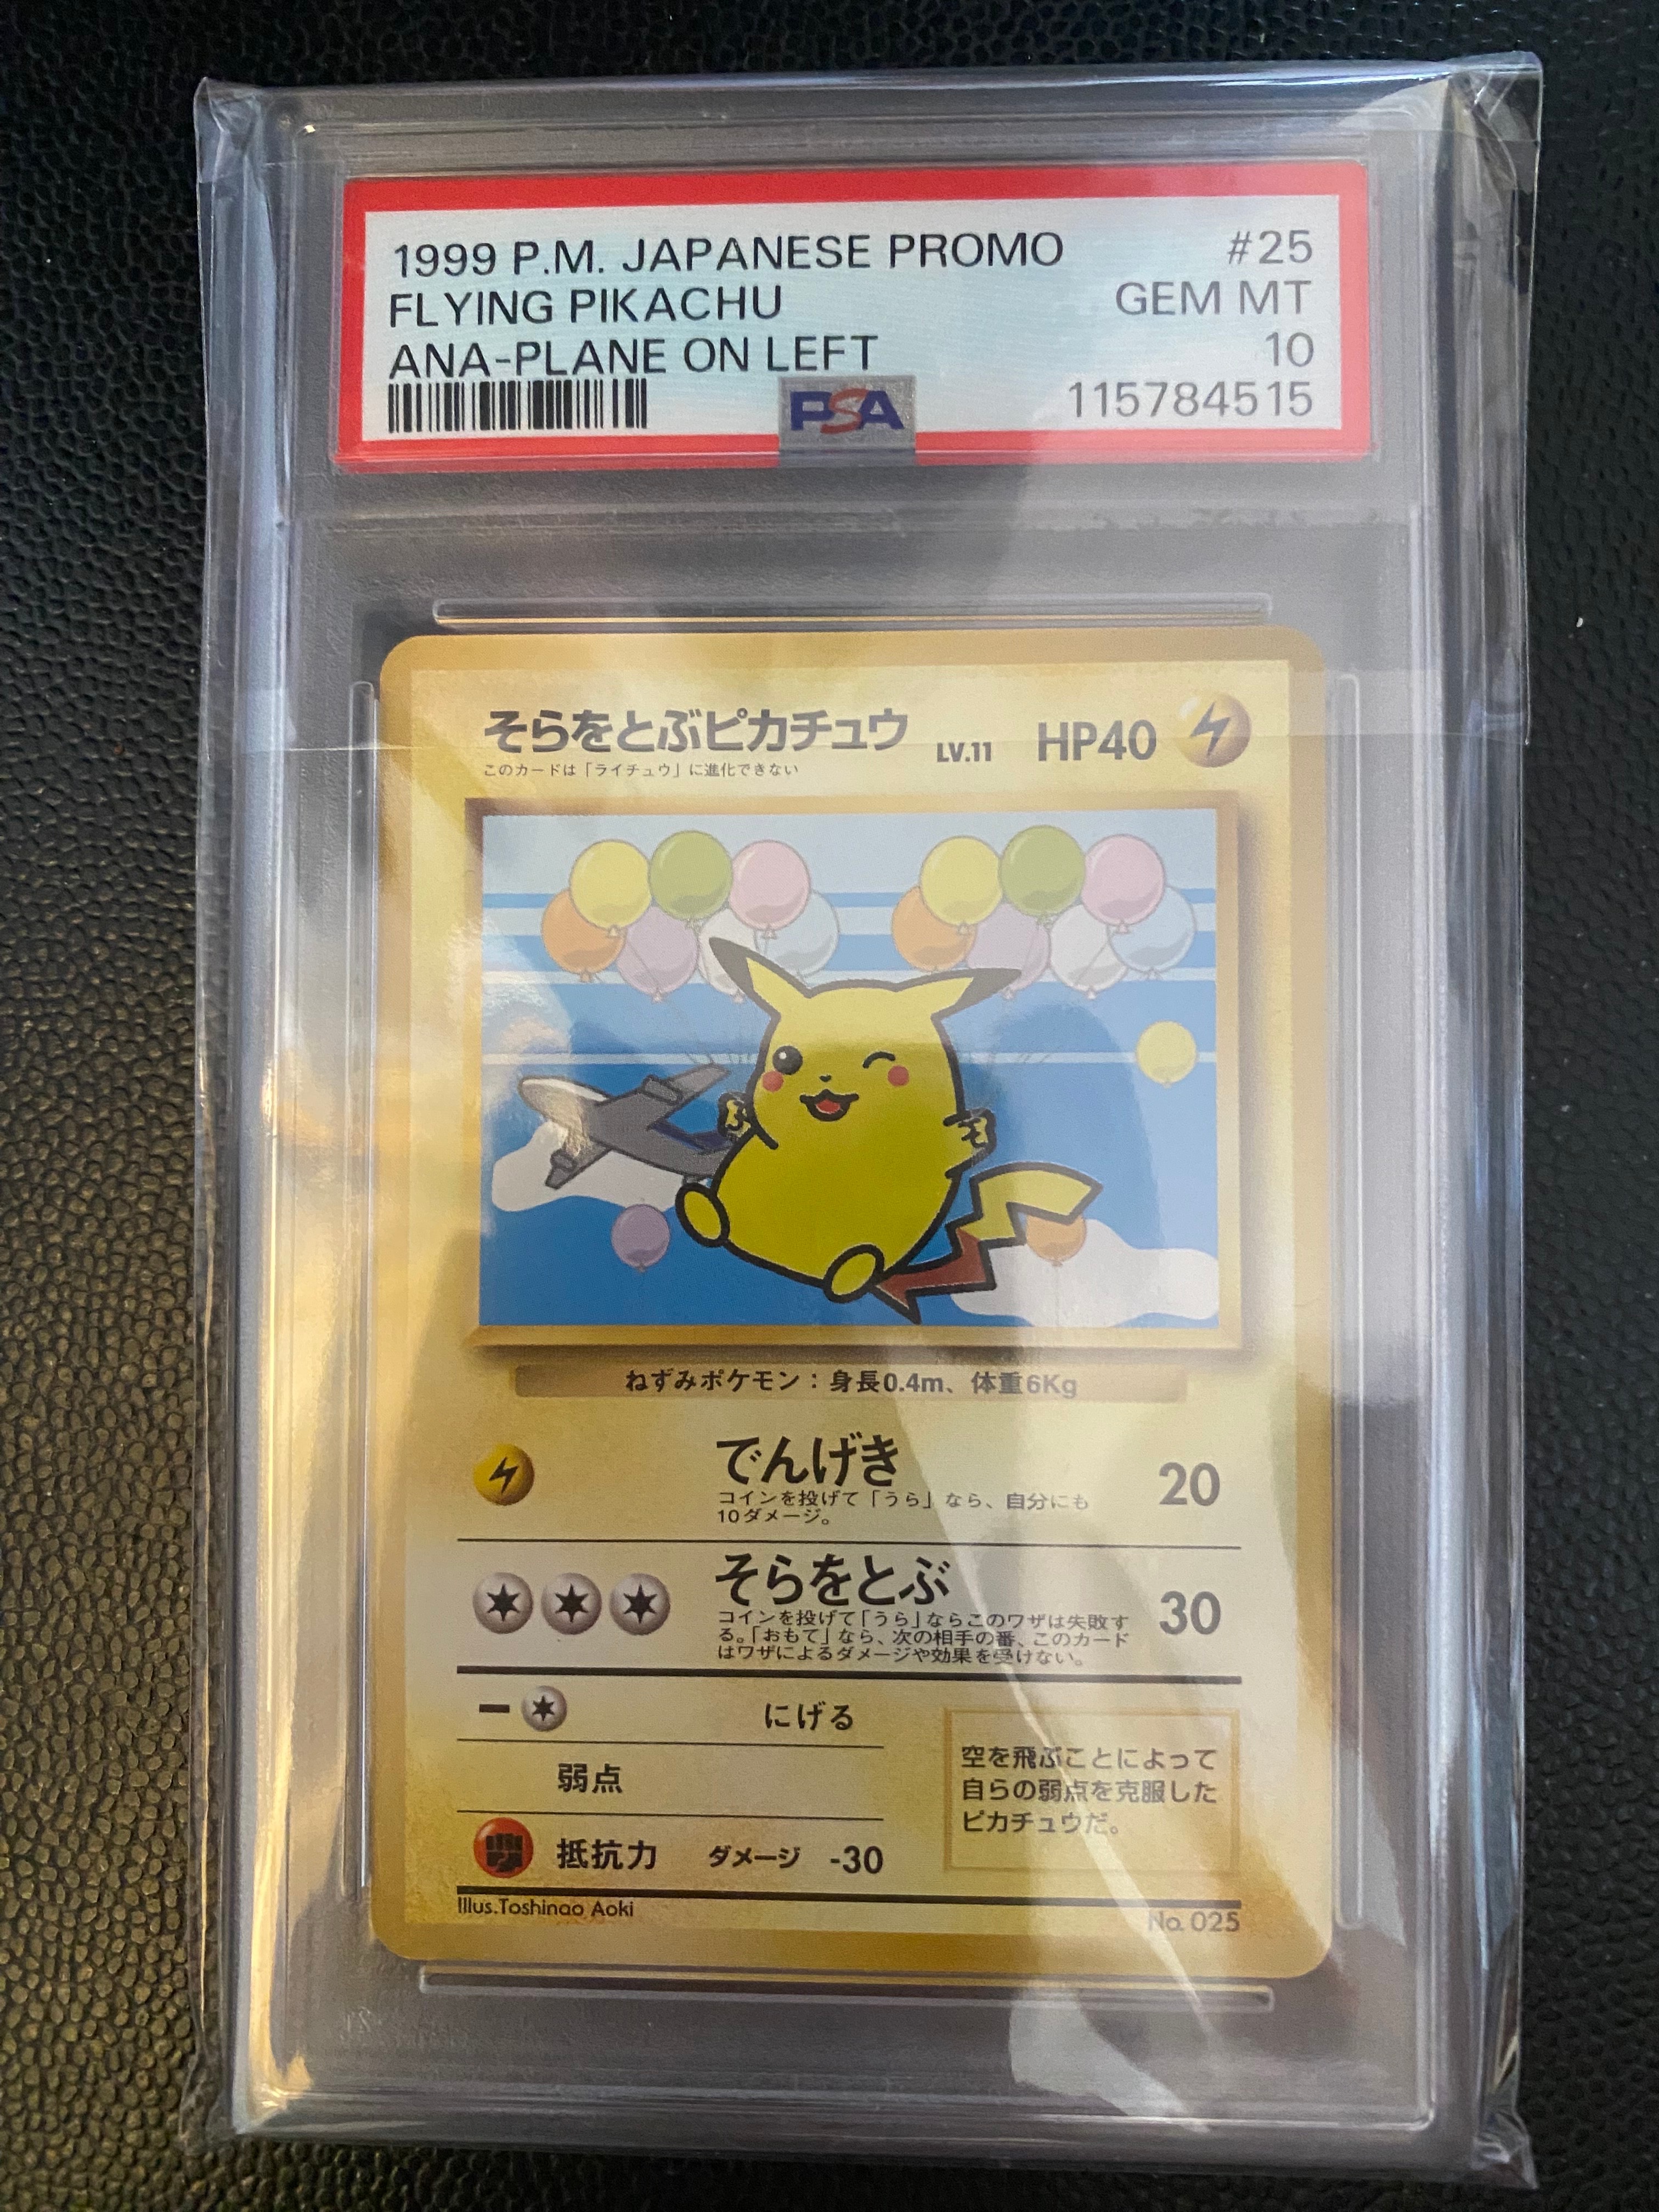 1999 P.M. JAPANESE PROMO #25
FLYING PIKACHU GEM MT
ANA-PLANE ON LEFT 10
PSA 115784515
そらをとぶピカチュウ LV.11 HP40
このカードは「ライチュウ」に進化できない
ねずみポケモン：身長0.4m、体重6Kg
でんげき 20
コインを投げて「うら」なら、自分にも
10ダメージ。
そらをとぶ 30
コインを投げて「うら」ならこのワザは失敗す
る。「おもて」なら、次の相手の番、このカード
はワザによるダメージや効果を受けない。
にげる
弱点
抵抗力 ダメージ -30
空を飛ぶことによって
自らの弱点を克服した
ピカチュウだ。
Illus.Toshinao Aoki
No. 025